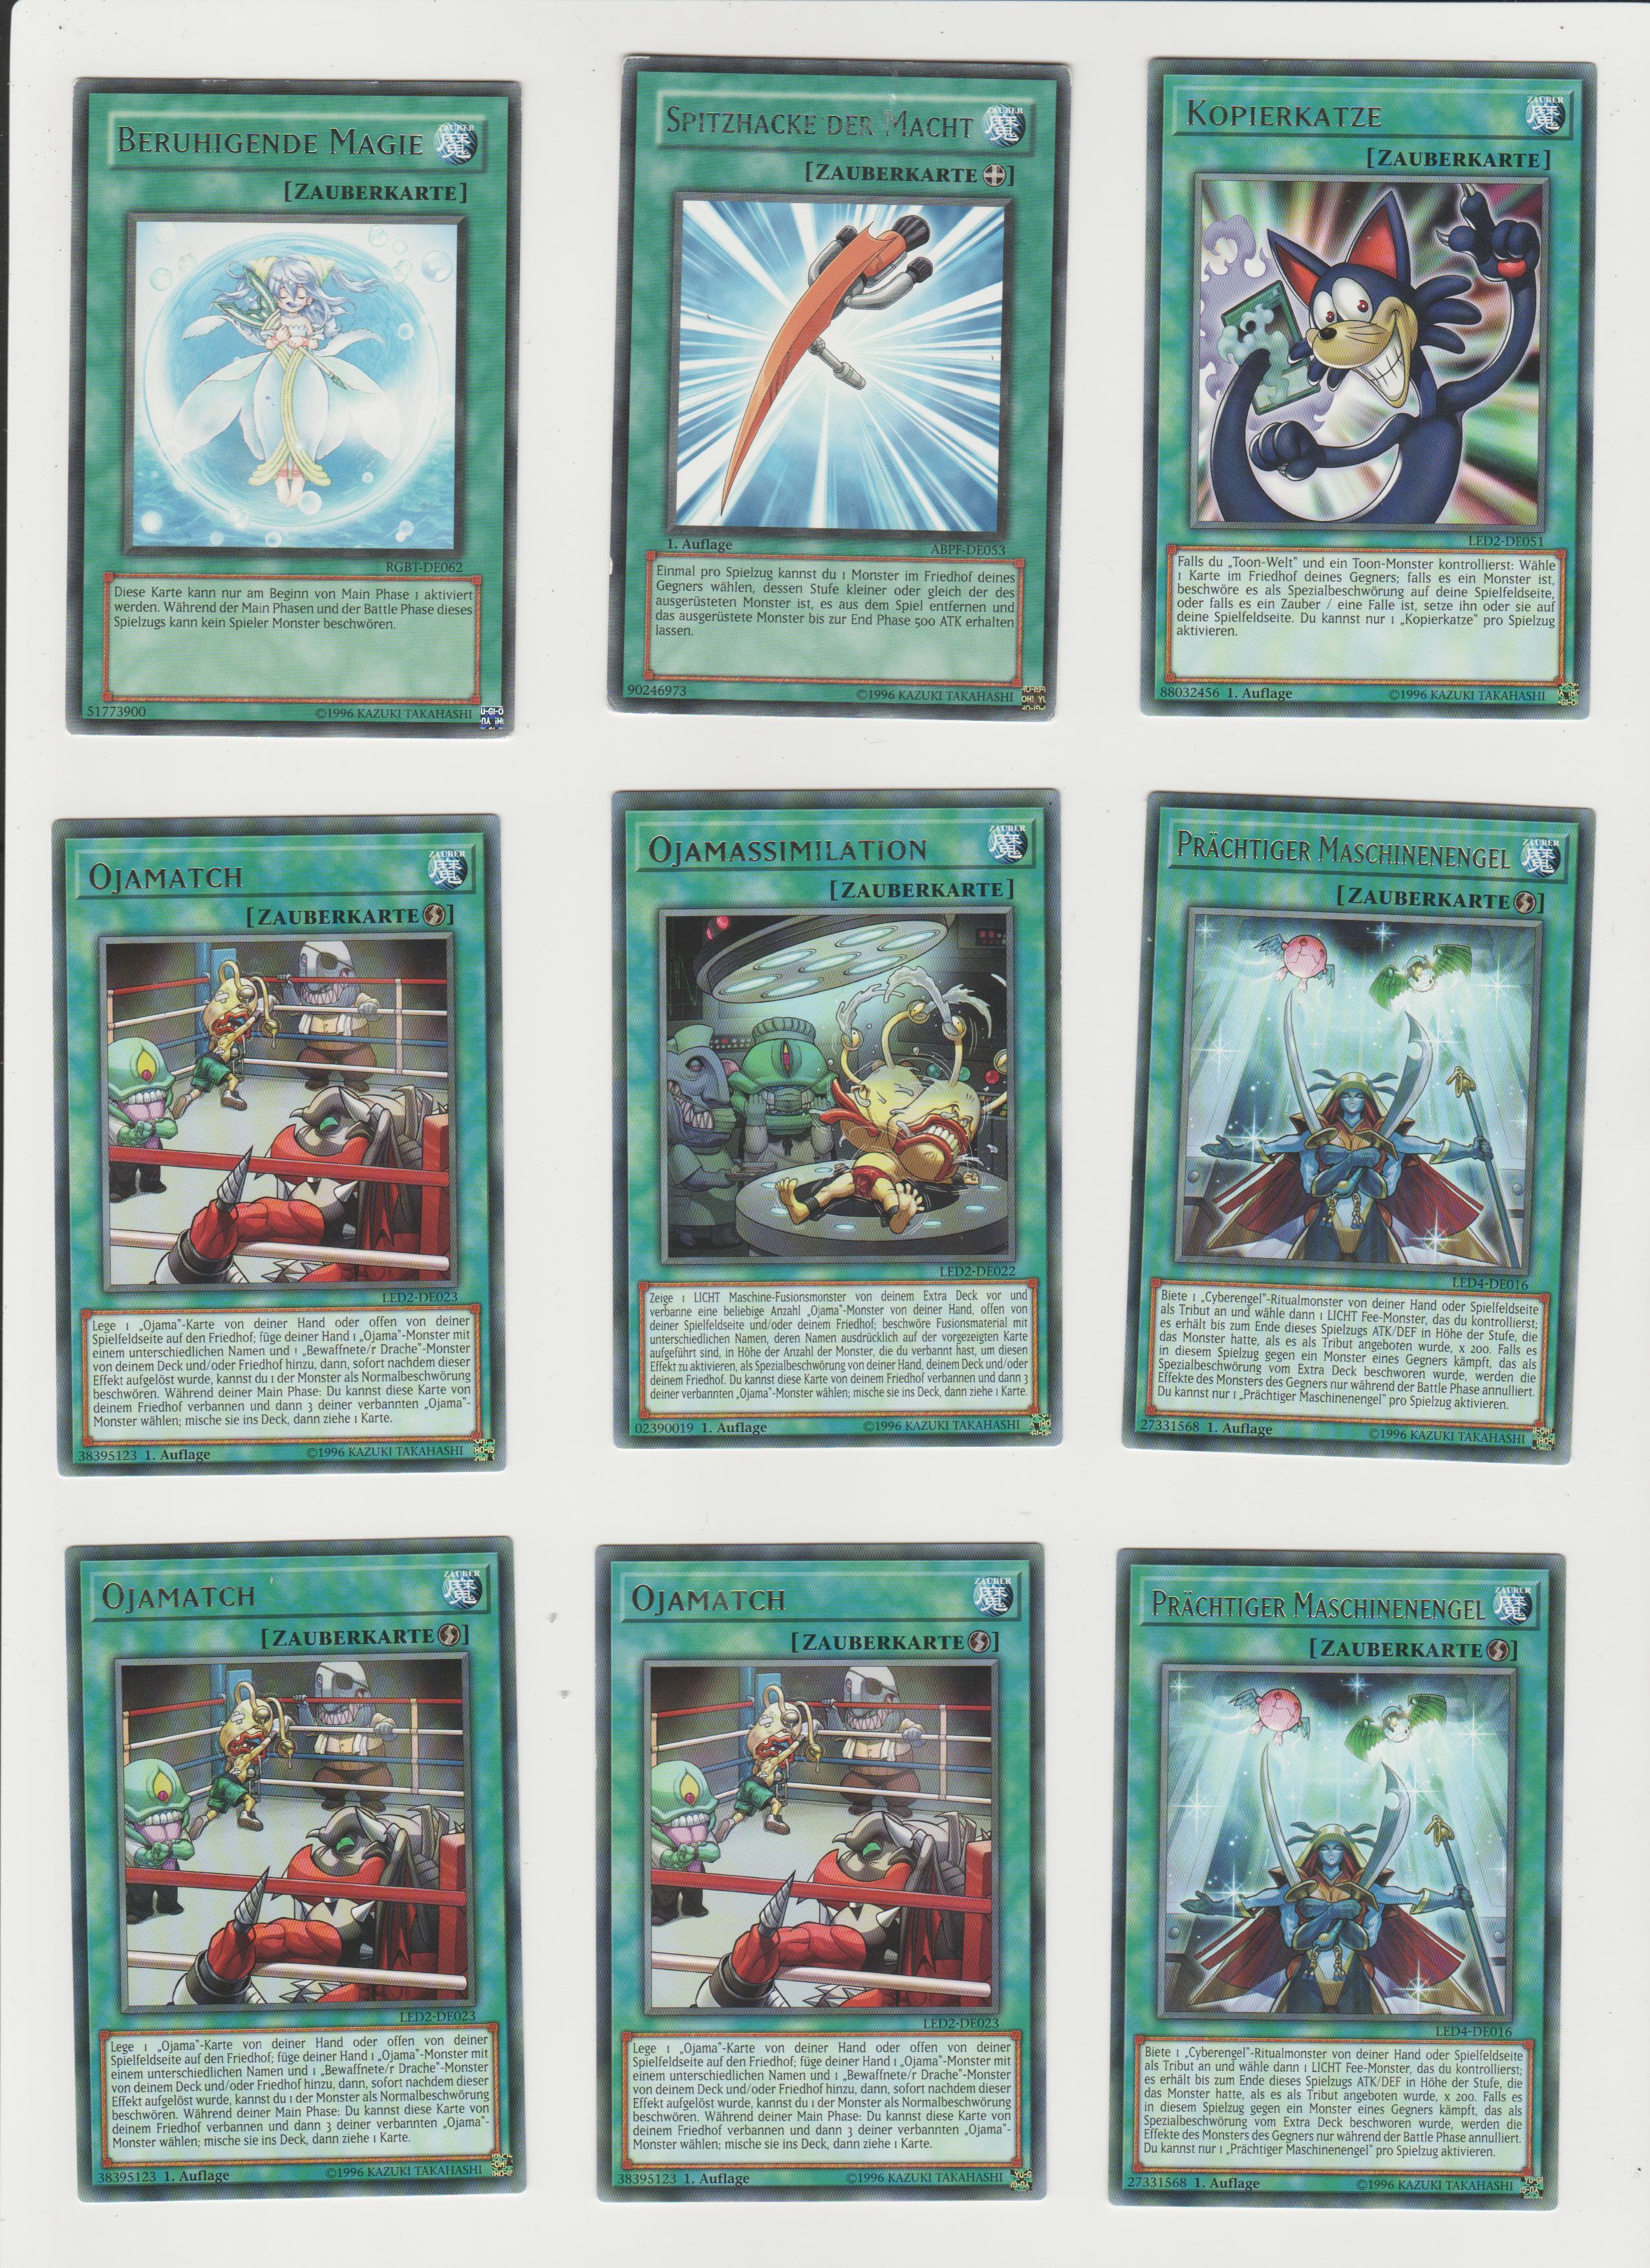 BERUHIGENDE MAGIE
ZAUBER
魔
[ZAUBERKARTE]
RGBT-DE062
Diese Karte kann nur am Beginn von Main Phase 1 aktiviert
werden. Während der Main Phasen und der Battle Phase dieses
Spielzugs kann kein Spieler Monster beschwören.
51773900
©1996 KAZUKI TAKAHASHI
SPITZHACKE DER MACHT
ZAUBER
魔
[ZAUBERKARTE]
1. Auflage
ABPF-DE053
Einmal pro Spielzug kannst du 1 Monster im Friedhof deines
Gegners wählen, dessen Stufe kleiner oder gleich der des
ausgerüsteten Monster ist, es aus dem Spiel entfernen und
das ausgerüstete Monster bis zur End Phase 500 ATK erhalten
lassen.
90246973
©1996 KAZUKI TAKAHASHI
KOPIERKATZE
ZAUBER
魔
[ZAUBERKARTE]
LED2-DE051
Falls du „Toon-Welt" und ein Toon-Monster kontrollierst: Wähle
1 Karte im Friedhof deines Gegners; falls es ein Monster ist,
beschwöre es als Spezialbeschwörung auf deine Spielfeldseite,
oder falls es ein Zauber / eine Falle ist, setze ihn oder sie auf
deine Spielfeldseite. Du kannst nur 1 „Kopierkatze" pro Spielzug
aktivieren.
88032456 1. Auflage
©1996 KAZUKI TAKAHASHI
OJAMATCH
ZAUBER
魔
[ZAUBERKARTE]
LED2-DE023
Lege 1 „Ojama"-Karte von deiner Hand oder offen von deiner
Spielfeldseite auf den Friedhof; füge deiner Hand 1 „Ojama"-Monster mit
einem unterschiedlichen Namen und 1 „Bewaffnete/r Drache"-Monster
von deinem Deck und/oder Friedhof hinzu, dann, sofort nachdem dieser
Effekt aufgelöst wurde, kannst du 1 der Monster als Normalbeschwörung
beschwören. Während deiner Main Phase: Du kannst diese Karte von
deinem Friedhof verbannen und dann 3 deiner verbannten „Ojama"-
Monster wählen; mische sie ins Deck, dann ziehe 1 Karte.
38395123 1. Auflage
©1996 KAZUKI TAKAHASHI
OJAMASSIMILATION
ZAUBER
魔
[ZAUBERKARTE]
LED2-DE022
Zeige 1 LICHT Maschine-Fusionsmonster von deinem Extra Deck vor und
verbanne eine beliebige Anzahl „Ojama"-Monster von deiner Hand, offen von
deiner Spielfeldseite und/oder deinem Friedhof; beschwöre Fusionsmaterial mit
unterschiedlichen Namen, deren Namen ausdrücklich auf der vorgezeigten Karte
aufgeführt sind, in Höhe der Anzahl der Monster, die du verbannt hast, um diesen
Effekt zu aktivieren, als Spezialbeschwörung von deiner Hand, deinem Deck und/oder
deinem Friedhof. Du kannst diese Karte von deinem Friedhof verbannen und dann 3
deiner verbannten „Ojama"-Monster wählen; mische sie ins Deck, dann ziehe 1 Karte.
02390019 1. Auflage
©1996 KAZUKI TAKAHASHI
PRÄCHTIGER MASCHINENENGEL
ZAUBER
魔
[ZAUBERKARTE]
LED4-DE016
Biete 1 „Cyberengel"-Ritualmonster von deiner Hand oder Spielfeldseite
als Tribut an und wähle dann 1 LICHT Fee-Monster, das du kontrollierst;
es erhält bis zum Ende dieses Spielzugs ATK/DEF in Höhe der Stufe, die
das Monster hatte, als es als Tribut angeboten wurde, x 200. Falls es
in diesem Spielzug gegen ein Monster eines Gegners kämpft, das als
Spezialbeschwörung vom Extra Deck beschworen wurde, werden die
Effekte des Monsters des Gegners nur während der Battle Phase annulliert.
Du kannst nur 1 „Prächtiger Maschinenengel" pro Spielzug aktivieren.
27331568 1. Auflage
©1996 KAZUKI TAKAHASHI
OJAMATCH
ZAUBER
魔
[ZAUBERKARTE]
LED2-DE023
Lege 1 „Ojama"-Karte von deiner Hand oder offen von deiner
Spielfeldseite auf den Friedhof; füge deiner Hand 1 „Ojama"-Monster mit
einem unterschiedlichen Namen und 1 „Bewaffnete/r Drache"-Monster
von deinem Deck und/oder Friedhof hinzu, dann, sofort nachdem dieser
Effekt aufgelöst wurde, kannst du 1 der Monster als Normalbeschwörung
beschwören. Während deiner Main Phase: Du kannst diese Karte von
deinem Friedhof verbannen und dann 3 deiner verbannten „Ojama"-
Monster wählen; mische sie ins Deck, dann ziehe 1 Karte.
38395123 1. Auflage
©1996 KAZUKI TAKAHASHI
OJAMATCH
ZAUBER
魔
[ZAUBERKARTE]
LED2-DE023
Lege 1 „Ojama"-Karte von deiner Hand oder offen von deiner
Spielfeldseite auf den Friedhof; füge deiner Hand 1 „Ojama"-Monster mit
einem unterschiedlichen Namen und 1 „Bewaffnete/r Drache"-Monster
von deinem Deck und/oder Friedhof hinzu, dann, sofort nachdem dieser
Effekt aufgelöst wurde, kannst du 1 der Monster als Normalbeschwörung
beschwören. Während deiner Main Phase: Du kannst diese Karte von
deinem Friedhof verbannen und dann 3 deiner verbannten „Ojama"-
Monster wählen; mische sie ins Deck, dann ziehe 1 Karte.
38395123 1. Auflage
©1996 KAZUKI TAKAHASHI
PRÄCHTIGER MASCHINENENGEL
ZAUBER
魔
[ZAUBERKARTE]
LED4-DE016
Biete 1 „Cyberengel"-Ritualmonster von deiner Hand oder Spielfeldseite
als Tribut an und wähle dann 1 LICHT Fee-Monster, das du kontrollierst;
es erhält bis zum Ende dieses Spielzugs ATK/DEF in Höhe der Stufe, die
das Monster hatte, als es als Tribut angeboten wurde, x 200. Falls es
in diesem Spielzug gegen ein Monster eines Gegners kämpft, das als
Spezialbeschwörung vom Extra Deck beschworen wurde, werden die
Effekte des Monsters des Gegners nur während der Battle Phase annulliert.
Du kannst nur 1 „Prächtiger Maschinenengel" pro Spielzug aktivieren.
27331568 1. Auflage
©1996 KAZUKI TAKAHASHI